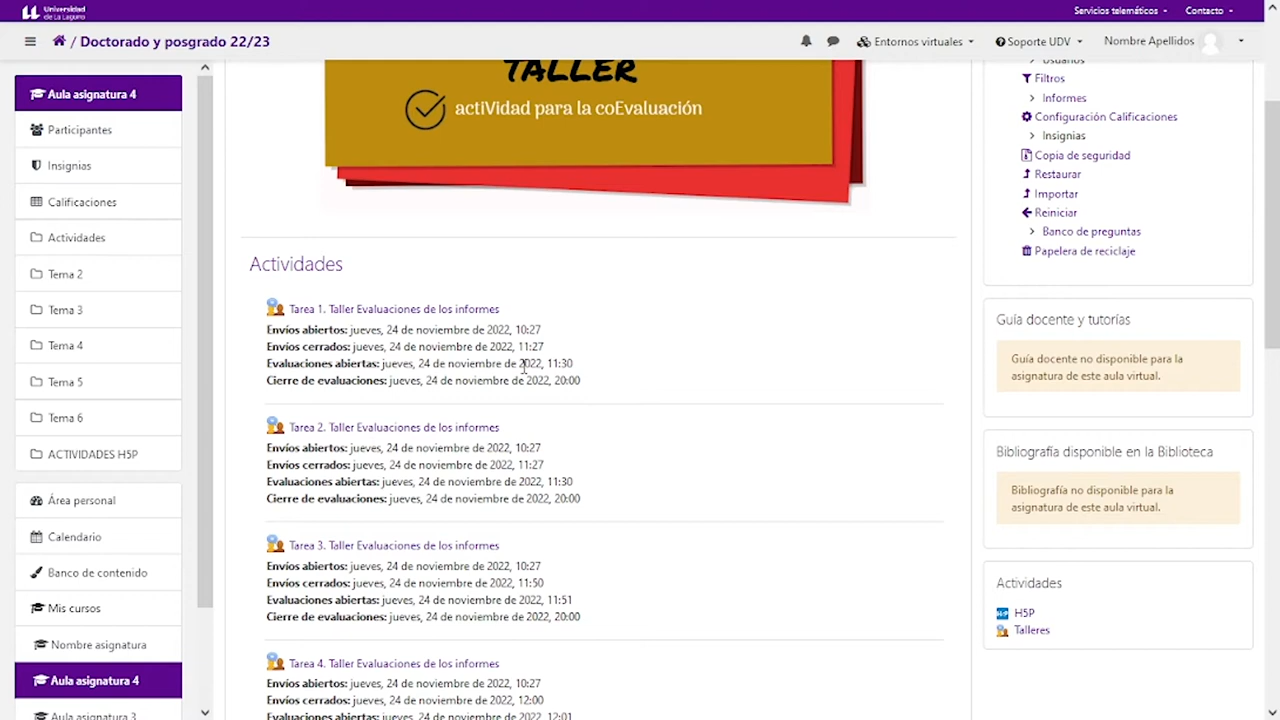 Universidad
de La Laguna
Servicios telemáticos
Contacto
/ Doctorado y posgrado 22/23
Entornos virtuales
Soporte UDV
Nombre Apellidos
Aula asignatura 4
Participantes
Insignias
Calificaciones
Actividades
Tema 2
Tema 3
Tema 4
Tema 5
Tema 6
ACTIVIDADES H5P
Área personal
Calendario
Banco de contenido
Mis cursos
Nombre asignatura
Aula asignatura 4
Aula asignatura 3
TALLER
actiVidad para la coEvaluación
Actividades
Tarea 1. Taller Evaluaciones de los informes
Envíos abiertos: jueves, 24 de noviembre de 2022, 10:27
Envíos cerrados: jueves, 24 de noviembre de 2022, 11:27
Evaluaciones abiertas: jueves, 24 de noviembre de 2022, 11:30
Cierre de evaluaciones: jueves, 24 de noviembre de 2022, 20:00
Tarea 2. Taller Evaluaciones de los informes
Envíos abiertos: jueves, 24 de noviembre de 2022, 10:27
Envíos cerrados: jueves, 24 de noviembre de 2022, 11:27
Evaluaciones abiertas: jueves, 24 de noviembre de 2022, 11:30
Cierre de evaluaciones: jueves, 24 de noviembre de 2022, 20:00
Tarea 3. Taller Evaluaciones de los informes
Envíos abiertos: jueves, 24 de noviembre de 2022, 10:27
Envíos cerrados: jueves, 24 de noviembre de 2022, 11:50
Evaluaciones abiertas: jueves, 24 de noviembre de 2022, 11:51
Cierre de evaluaciones: jueves, 24 de noviembre de 2022, 20:00
Tarea 4. Taller Evaluaciones de los informes
Envíos abiertos: jueves, 24 de noviembre de 2022, 10:27
Envíos cerrados: jueves, 24 de noviembre de 2022, 12:00
Evaluaciones abiertas: jueves, 24 de noviembre de 2022, 12:01
Usuarios
Filtros
Informes
Configuración Calificaciones
Insignias
Copia de seguridad
Restaurar
Importar
Reiniciar
Banco de preguntas
Papelera de reciclaje
Guía docente y tutorías
Guía docente no disponible para la
asignatura de este aula virtual.
Bibliografía disponible en la Biblioteca
Bibliografía no disponible para la
asignatura de este aula virtual.
Actividades
H5P
Talleres